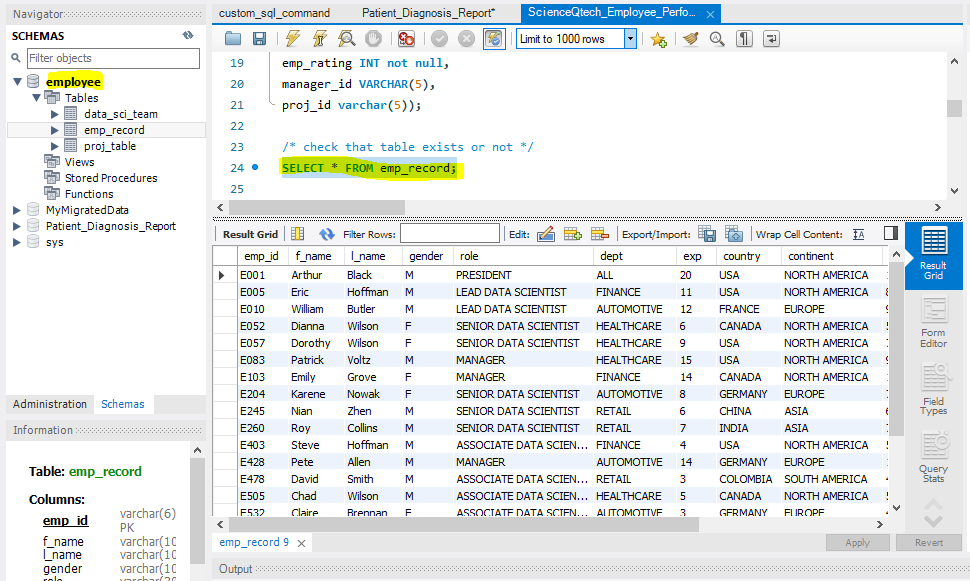 Navigator
SCHEMAS
Filter objects
employee
Tables
data_sci_team
emp_record
proj_table
Views
Stored Procedures
Functions
MyMigratedData
Patient_Diagnosis_Report
sys
Administration Schemas
Information
Table: emp_record
Columns:
emp_id varchar(6)
PK
f_name varchar(10
l_name varchar(10
gender varchar(10
custom_sql_command Patient_Diagnosis_Report* ScienceQtech_Employee_Perfo...
Limit to 1000 rows
19 emp_rating INT not null,
20 manager_id VARCHAR(5),
21 proj_id varchar(5));
22
23 /* check that table exists or not */
24 SELECT * FROM emp_record;
25
Result Grid Filter Rows: Edit: Export/Import: Wrap Cell Content:
emp_id f_name l_name gender role dept exp country continent
E001 Arthur Black M PRESIDENT ALL 20 USA NORTH AMERICA
E005 Eric Hoffman M LEAD DATA SCIENTIST FINANCE 11 USA NORTH AMERICA
E010 William Butler M LEAD DATA SCIENTIST AUTOMOTIVE 12 FRANCE EUROPE
E052 Dianna Wilson F SENIOR DATA SCIENTIST HEALTHCARE 6 CANADA NORTH AMERICA
E057 Dorothy Wilson F SENIOR DATA SCIENTIST HEALTHCARE 9 USA NORTH AMERICA
E083 Patrick Voltz M MANAGER HEALTHCARE 15 USA NORTH AMERICA
E103 Emily Grove F MANAGER FINANCE 14 CANADA NORTH AMERICA
E204 Karene Nowak F SENIOR DATA SCIENTIST AUTOMOTIVE 8 GERMANY EUROPE
E245 Nian Zhen M SENIOR DATA SCIENTIST RETAIL 6 CHINA ASIA
E260 Roy Collins M SENIOR DATA SCIENTIST RETAIL 7 INDIA ASIA
E403 Steve Hoffman M ASSOCIATE DATA SCIEN... FINANCE 4 USA NORTH AMERICA
E428 Pete Allen M MANAGER AUTOMOTIVE 14 GERMANY EUROPE
E478 David Smith M ASSOCIATE DATA SCIEN... RETAIL 3 COLOMBIA SOUTH AMERICA
E505 Chad Wilson M ASSOCIATE DATA SCIEN... HEALTHCARE 5 CANADA NORTH AMERICA
E532 Claire Brennan F ASSOCIATE DATA SCIEN... AUTOMOTIVE 3 GERMANY EUROPE
Result
Grid
Form
Editor
Field
Types
Query
Stats
emp_record 9 Apply Revert
Output